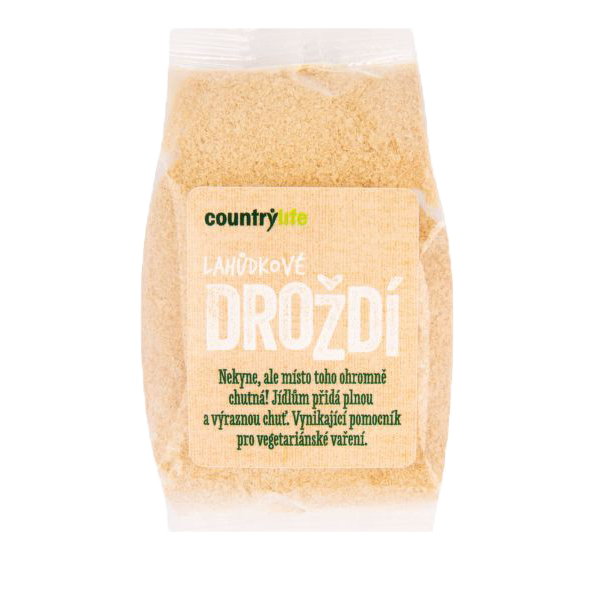 countrylife
LAHŮDKOVÉ
DROŽDÍ
Nekyne, ale místo toho ohromně
chutná! Jídlům přidá plnou
a výraznou chuť. Vynikající pomocník
pro vegetariánské vaření.